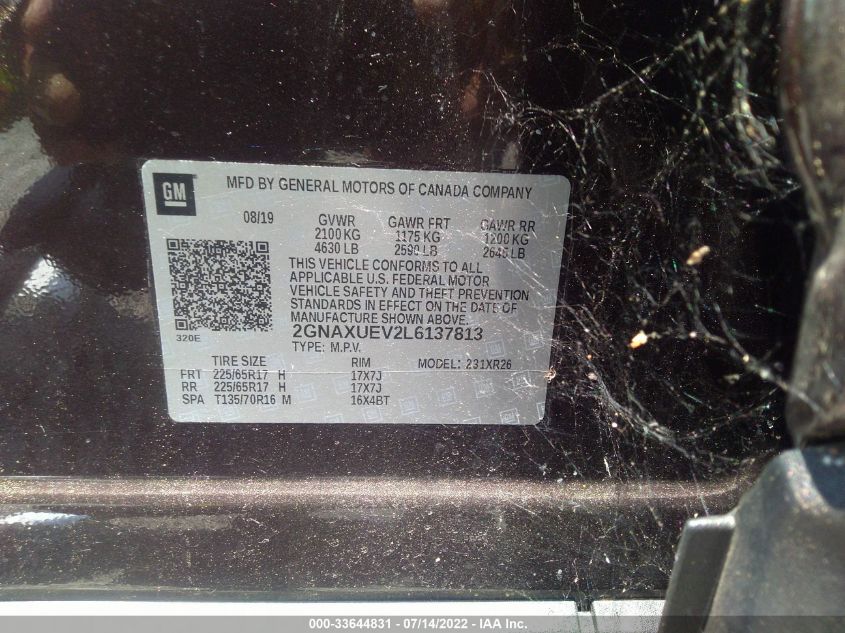 GM
MFD BY GENERAL MOTORS OF CANADA COMPANY
08/19 GVWR GAWR FRT GAWR RR
2100 KG 1175 KG 1200 KG
4630 LB 2590 LB 2645 LB
THIS VEHICLE CONFORMS TO ALL
APPLICABLE U.S. FEDERAL MOTOR
VEHICLE SAFETY AND THEFT PREVENTION
STANDARDS IN EFFECT ON THE DATE OF
MANUFACTURE SHOWN ABOVE.
320E 2GNAXUEV2L6137813
TYPE: M.P.V. MODEL: 231XR26
TIRE SIZE RIM
FRT 225/65R17 H 17X7J
RR 225/65R17 H 17X7J
SPA T135/70R16 M 16X4BT
000-33644831 - 07/14/2022 - IAA Inc.